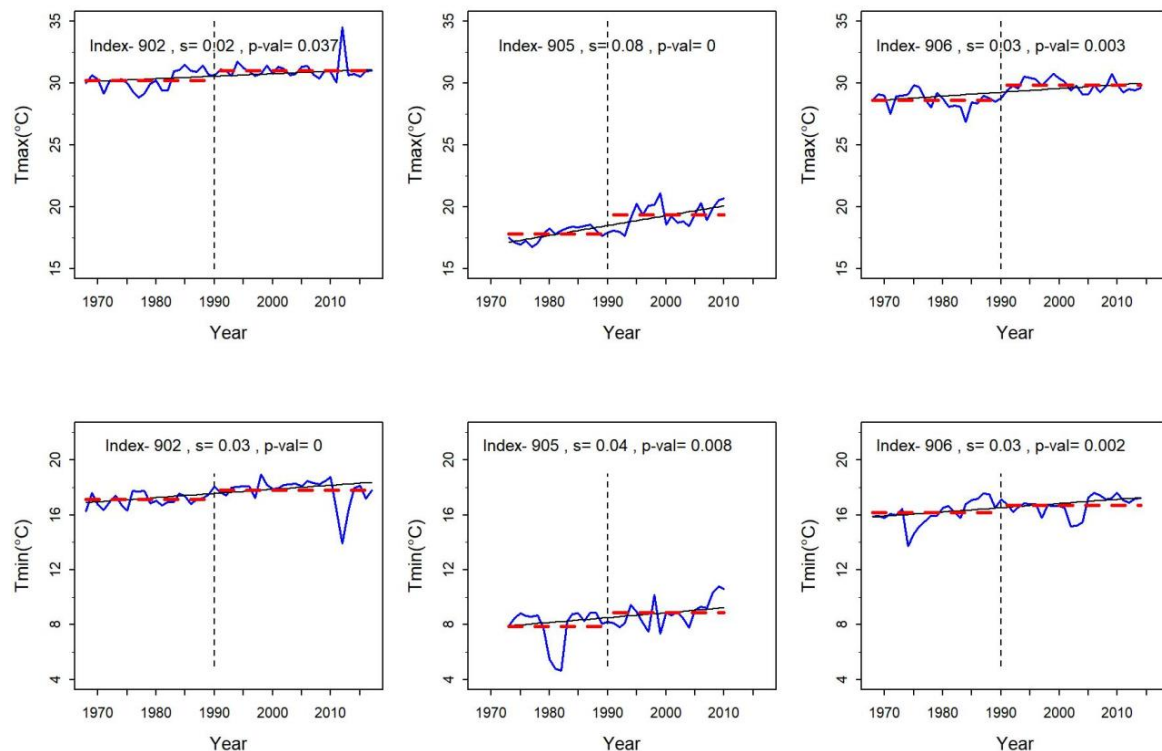 Index- 902 , s= 0.02 , p-val= 0.037
Tmax(°C)
35
30
25
20
15
1970 1980 1990 2000 2010
Year
Index- 905 , s= 0.08 , p-val= 0
Tmax(°C)
35
30
25
20
15
1970 1980 1990 2000 2010
Year
Index- 906 , s= 0.03 , p-val= 0.003
Tmax(°C)
35
30
25
20
15
1970 1980 1990 2000 2010
Year
Index- 902 , s= 0.03 , p-val= 0
Tmin(°C)
20
16
12
8
4
1970 1980 1990 2000 2010
Year
Index- 905 , s= 0.04 , p-val= 0.008
Tmin(°C)
20
16
12
8
4
1970 1980 1990 2000 2010
Year
Index- 906 , s= 0.03 , p-val= 0.002
Tmin(°C)
20
16
12
8
4
1970 1980 1990 2000 2010
Year